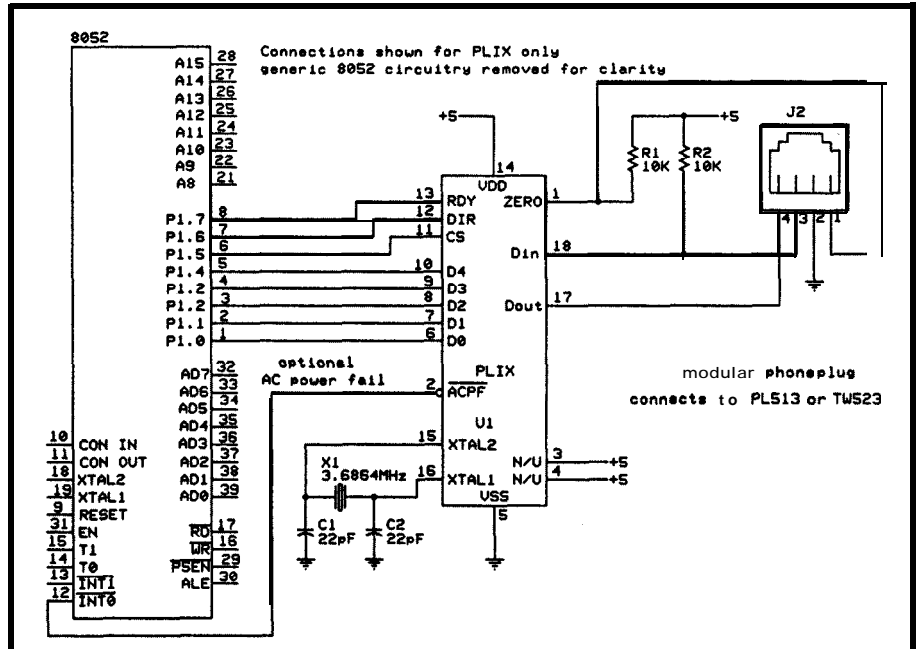 8052
Connections shown for PLIX only
generic 8052 circuitry removed for clarity
A15 28
A14 27
A13 26
A12 25
A11 24
A10 23
A9 22
A8 21
P1.7 8
P1.6 7
P1.5 6
P1.4 5
P1.2 4
P1.2 3
P1.1 2
P1.0 1
AD7 32
AD6 33
AD5 34
AD4 35
AD3 36
AD2 37
AD1 38
AD0 39
RD 17
WR 16
PSEN 29
ALE 30
10 CON IN
11 CON OUT
18 XTAL2
19 XTAL1
9 RESET
31 EN
15 T1
14 T0
13 INT1
12 INT0
optional
AC power fail
+5
14
VDD
13 RDY
12 DIR
11 CS
10 D4
9 D3
8 D2
7 D1
6 D0
PLIX
2 ACPF
U1
15 XTAL2
16 XTAL1
VSS
5
ZERO 1
Din 18
Dout 17
N/U 3
N/U 4
+5
+5
X1
3.6864MHz
C1
22pF
C2
22pF
R1
10K
R2
10K
+5
J2
4 3 2 1
modular phoneplug
connects to PL513 or TW523